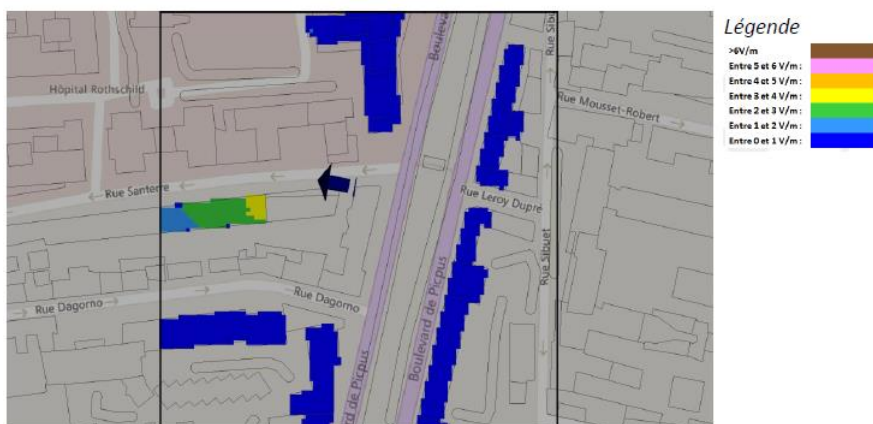 Légende
>6V/m
Entre 5 et 6 V/m :
Entre 4 et 5 V/m :
Entre 3 et 4 V/m :
Entre 2 et 3 V/m :
Entre 1 et 2 V/m :
Entre 0 et 1 V/m :
Boulevard
Rue Sibu
Hôpital Rothschild
Rue Mousset-Robert
Rue Santerre
Rue Leroy Dupré
Rue Sibuet
Rue Dagorno
Rue Dagorno
Boulevard de Picpus
ard de Picpus